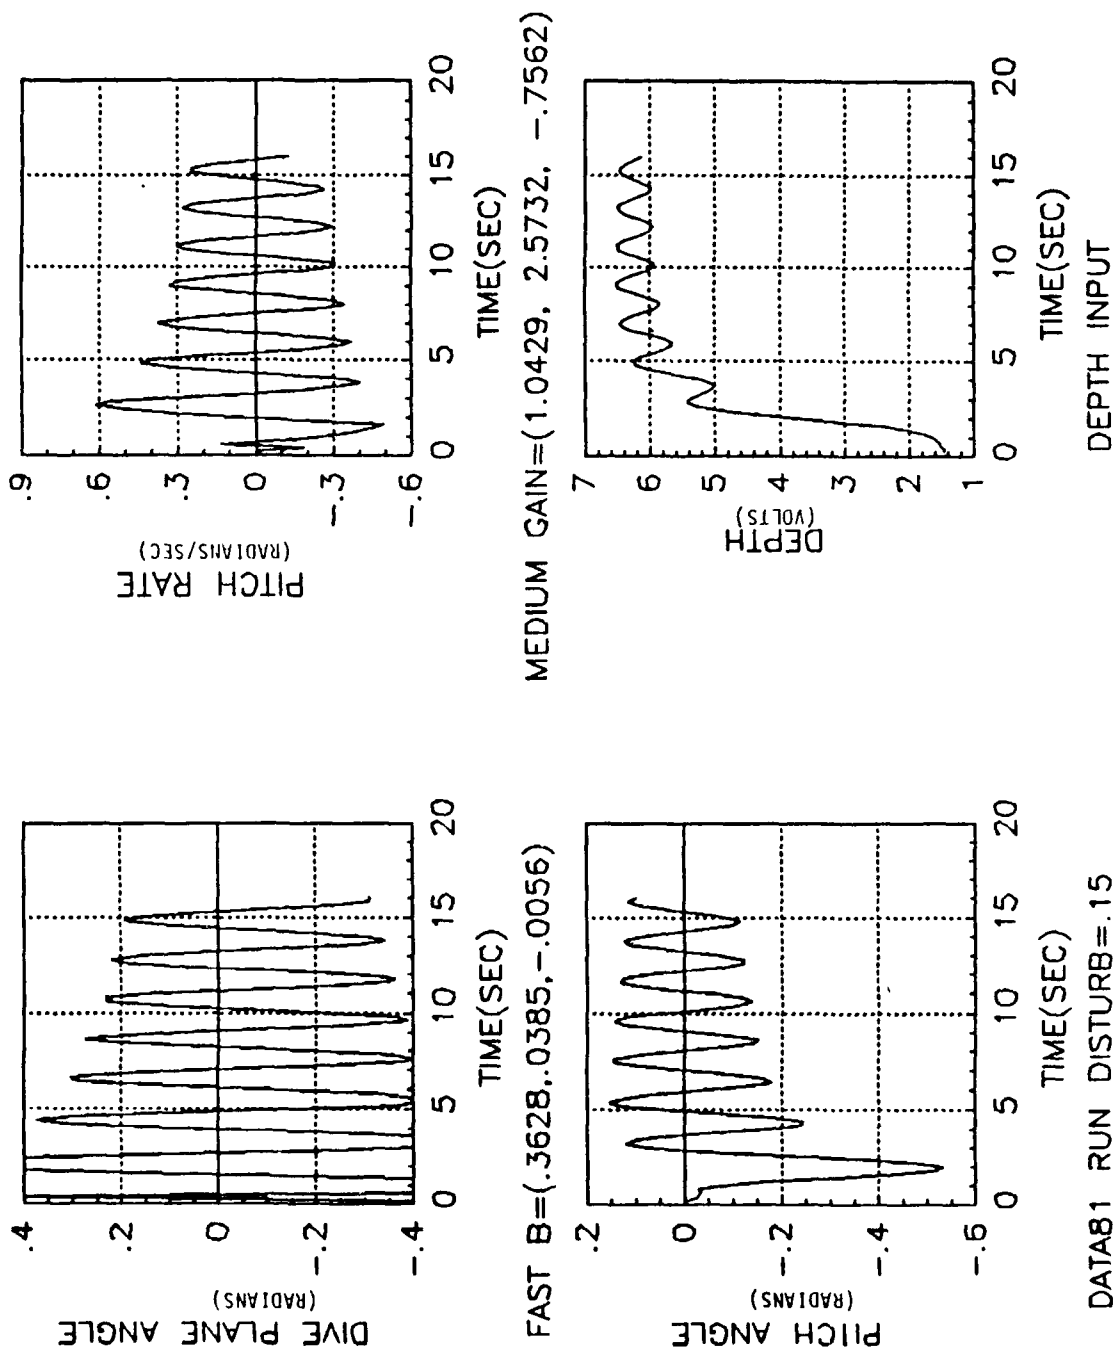 DIVE PLANE ANGLE
(RADIANS)
.4
.2
0
-.2
-.4
0 5 10 15 20
TIME(SEC)
PITCH RATE
(RADIANS/SEC)
.9
.6
.3
0
-.3
-.6
0 5 10 15 20
TIME(SEC)
FAST B=(.3628,.0385,-.0056)
MEDIUM GAIN=(1.0429, 2.5732, -.7562)
PITCH ANGLE
(RADIANS)
.2
0
-.2
-.4
-.6
0 5 10 15 20
TIME(SEC)
DEPTH
(VOLTS)
7
6
5
4
3
2
1
0 5 10 15 20
TIME(SEC)
DATA81 RUN DISTURB=.15
DEPTH INPUT